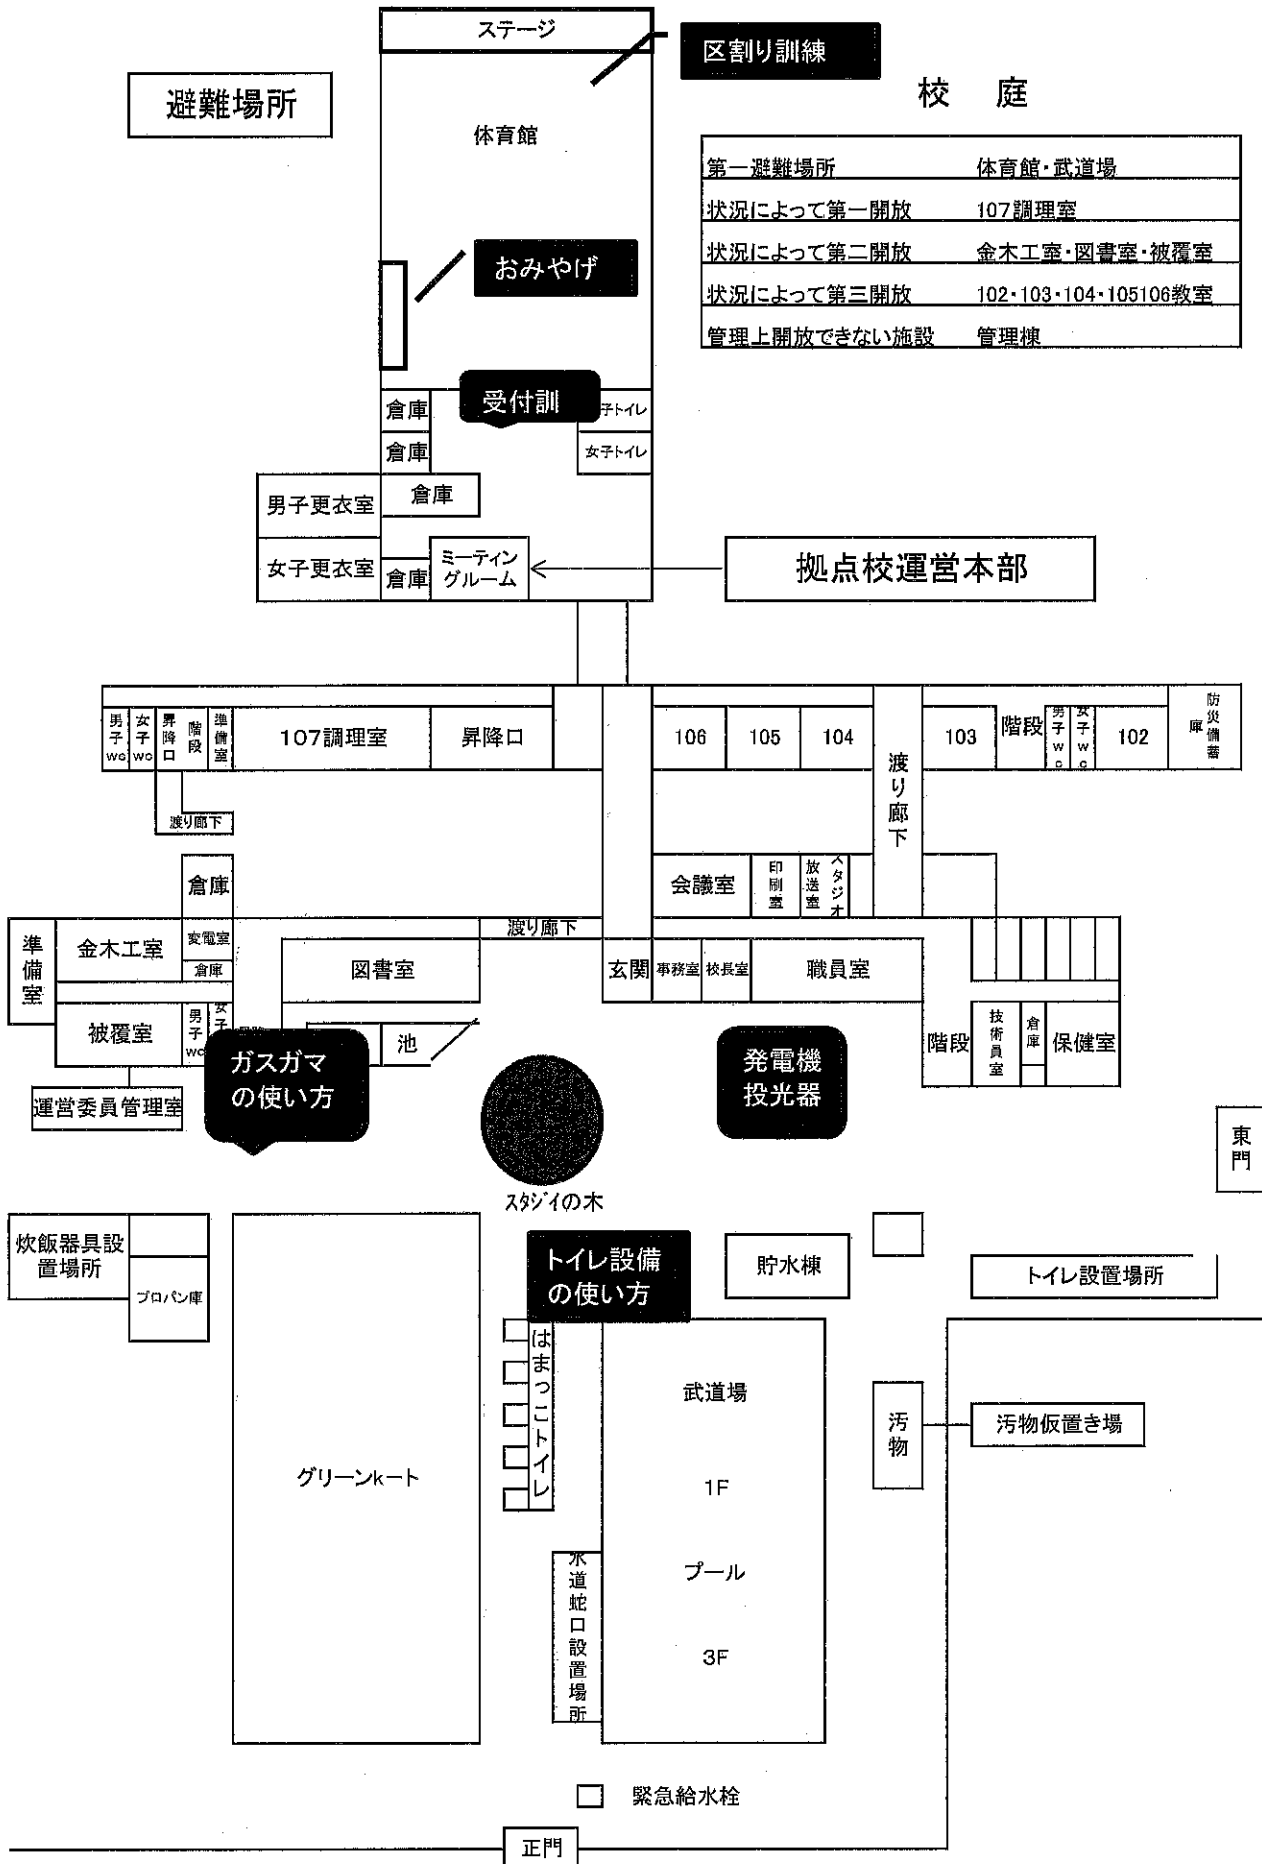 ステージ
区割り訓練
避難場所
校　庭
体育館
第一避難場所　体育館・武道場
状況によって第一開放　107調理室
状況によって第二開放　金木工室・図書室・被覆室
状況によって第三開放　102・103・104・105106教室
管理上開放できない施設　管理棟
おみやげ
受付訓
倉庫
子トイレ
倉庫
女子トイレ
男子更衣室
倉庫
女子更衣室
倉庫
ミーティン
グルーム
拠点校運営本部
男子wc
女子wc
昇降口
階段
準備室
107調理室
昇降口
106
105
104
渡り廊下
103
階段
男子wc
女子wc
102
防災備蓄
庫
渡り廊下
倉庫
会議室
印刷室
放送室
スタジオ
準備室
金木工室
変電室
倉庫
渡り廊下
図書室
玄関
事務室
校長室
職員室
被覆室
男子wc
女子
池
階段
技術員室
倉庫
保健室
ガスガマ
の使い方
発電機
投光器
運営委員管理室
東門
スタジイの木
炊飯器具設
置場所
プロパン庫
トイレ設備
の使い方
貯水棟
トイレ設置場所
はまっこトイレ
武道場
1F
プール
3F
汚物
汚物仮置き場
グリーンkート
水道蛇口設置場所
緊急給水栓
正門